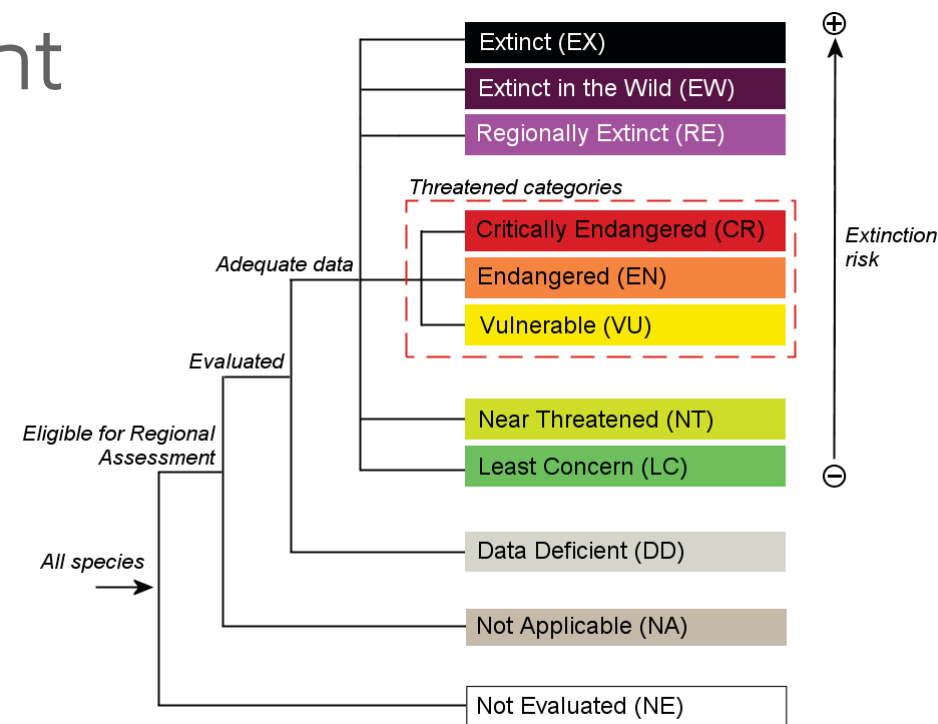 nt
Extinct (EX)
Extinct in the Wild (EW)
Regionally Extinct (RE)
Threatened categories
Critically Endangered (CR)
Extinction
risk
Adequate data
Endangered (EN)
Vulnerable (VU)
Evaluated
Near Threatened (NT)
Eligible for Regional
Assessment
Least Concern (LC)
Data Deficient (DD)
All species
Not Applicable (NA)
Not Evaluated (NE)